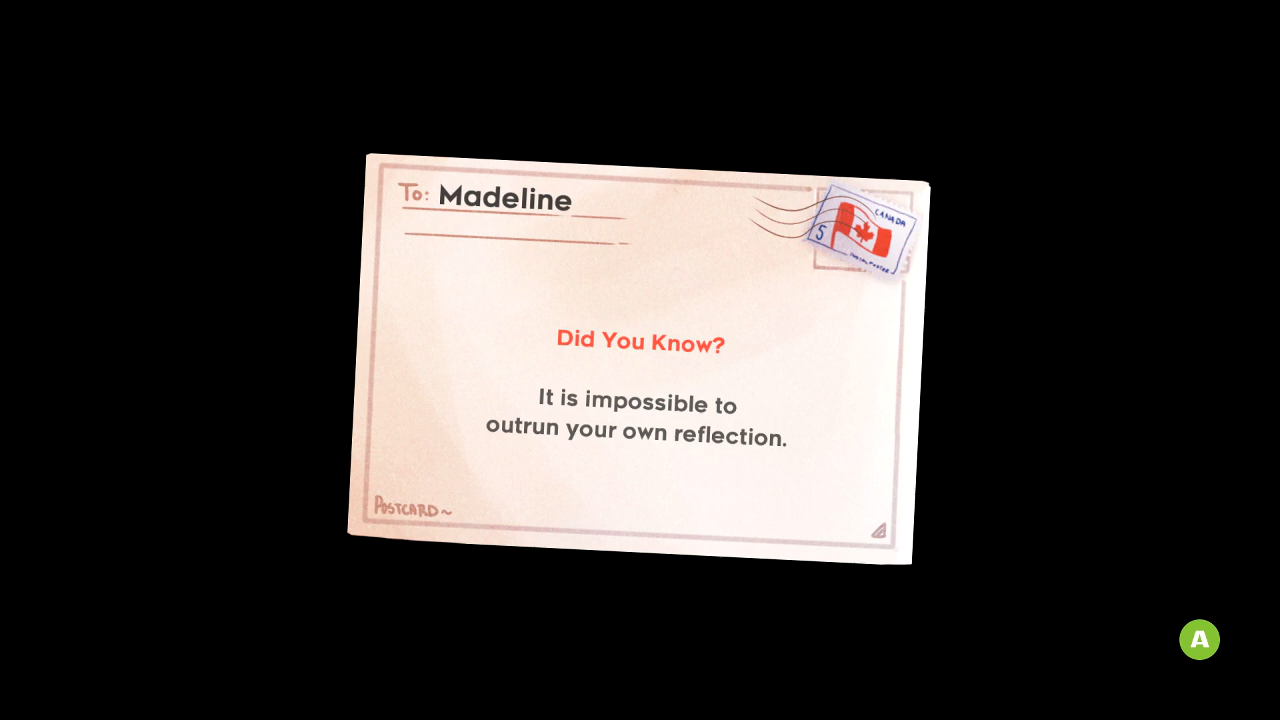 To: Madeline
CANADA
5
Did You Know?
It is impossible to
outrun your own reflection.
POSTCARD~
A